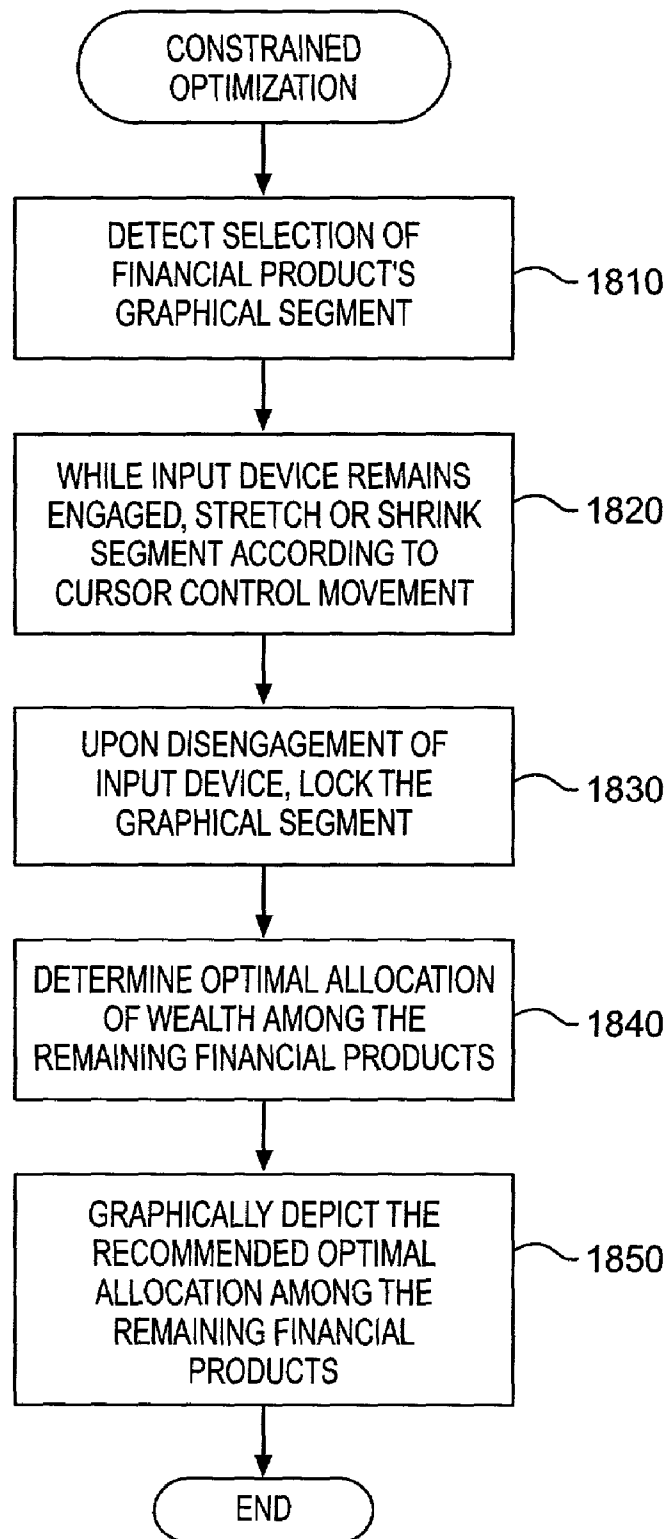 CONSTRAINED
OPTIMIZATION
DETECT SELECTION OF
FINANCIAL PRODUCT'S
GRAPHICAL SEGMENT
1810
WHILE INPUT DEVICE REMAINS
ENGAGED, STRETCH OR SHRINK
SEGMENT ACCORDING TO
CURSOR CONTROL MOVEMENT
1820
UPON DISENGAGEMENT OF
INPUT DEVICE, LOCK THE
GRAPHICAL SEGMENT
1830
DETERMINE OPTIMAL ALLOCATION
OF WEALTH AMONG THE
REMAINING FINANCIAL PRODUCTS
1840
GRAPHICALLY DEPICT THE
RECOMMENDED OPTIMAL
ALLOCATION AMONG THE
REMAINING FINANCIAL
PRODUCTS
1850
END